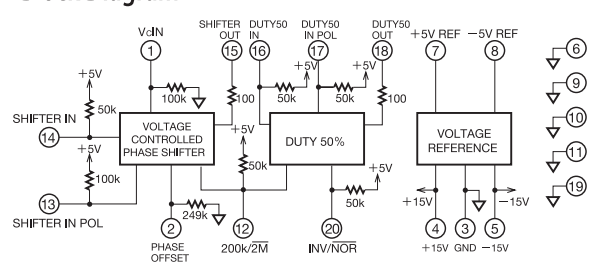 Block Diagram
VcIN
SHIFTER OUT
DUTY50 IN
DUTY50 IN POL
DUTY50 OUT
+5V REF
−5V REF
1
15
16
17
18
7
8
6
+5V
+5V
+5V
9
100k
100
50k
50k
100
50k
10
SHIFTER IN
14
VOLTAGE CONTROLLED PHASE SHIFTER
+5V
DUTY 50%
VOLTAGE REFERENCE
11
+5V
50k
+5V
100k
50k
19
13
249k
+15V
−15V
SHIFTER IN POL
2
12
20
4
3
5
PHASE OFFSET
200k/2M
INV/NOR
+15V
GND
−15V